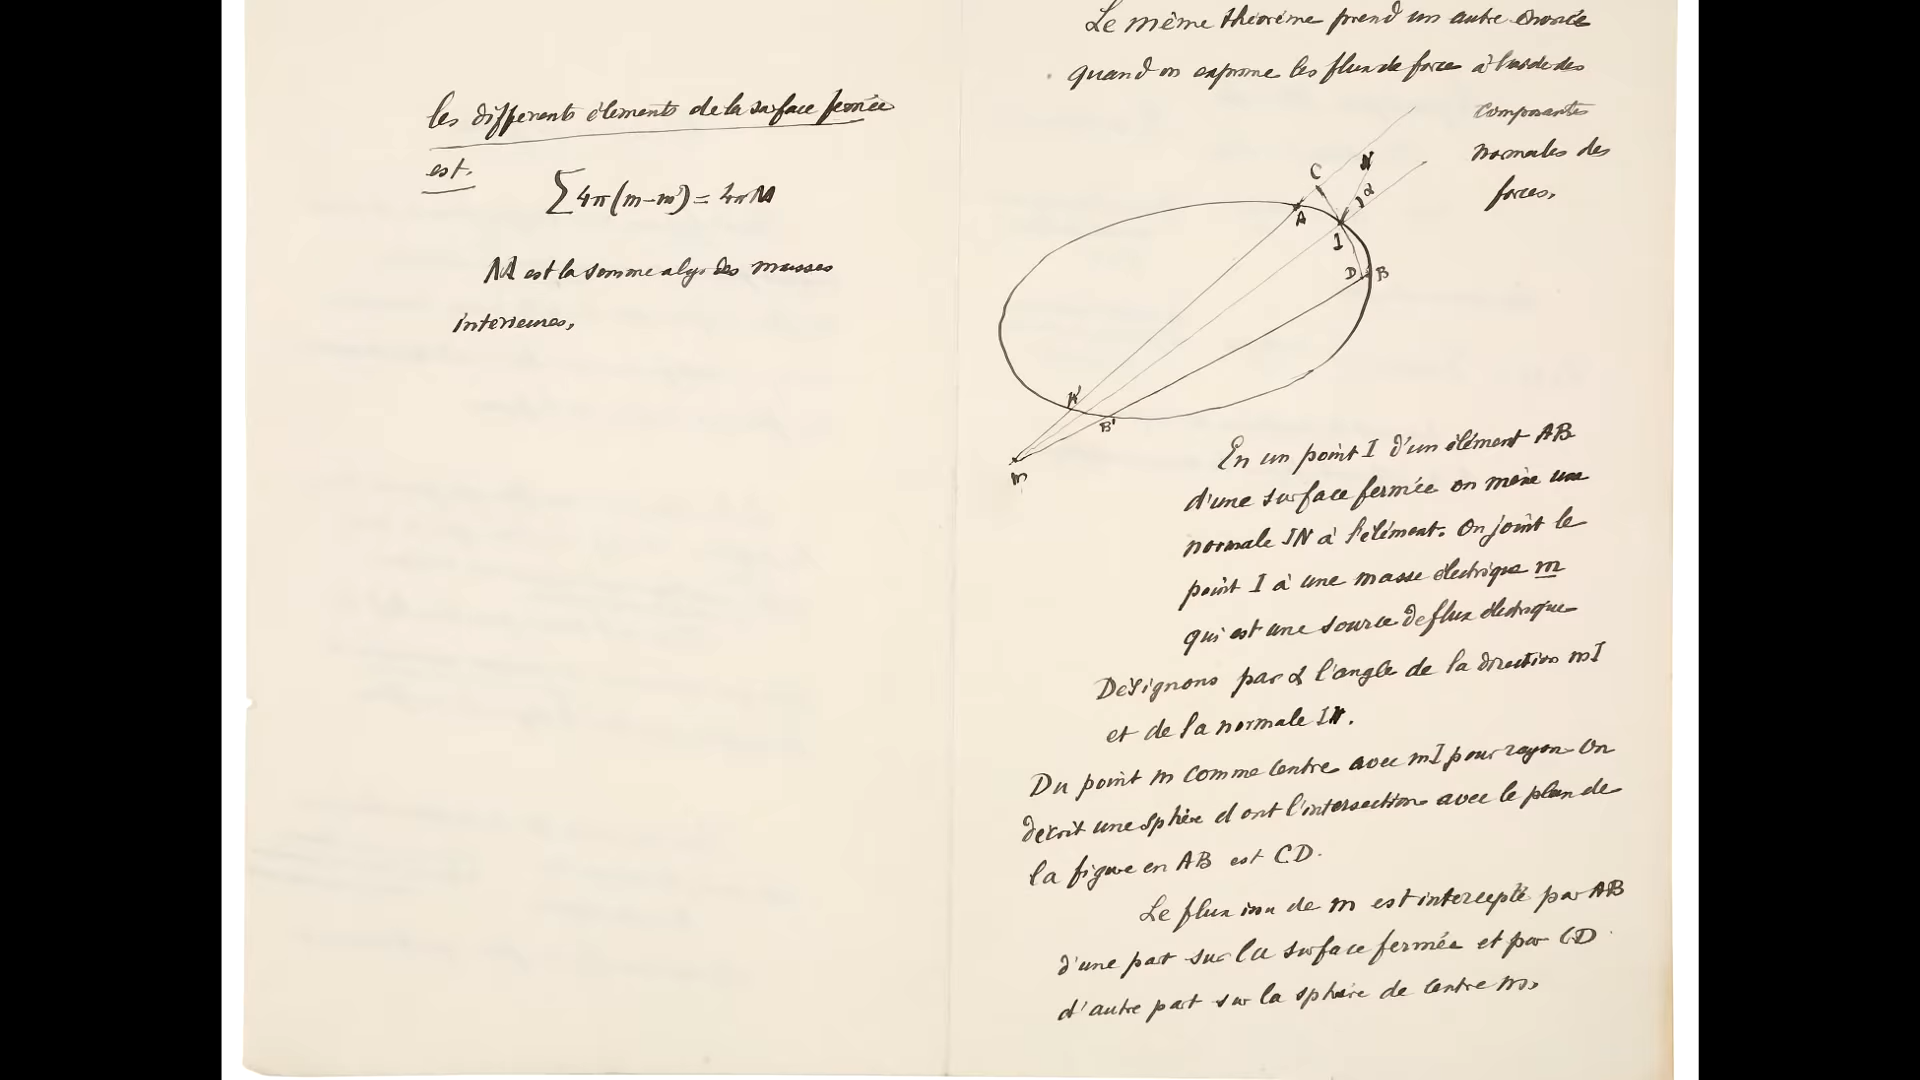 les différents éléments de la surface fermée
est.
∑4π(m-m') = 4πM
M est la somme alg. des masses
intérieures,
Le même théorème prend un autre énoncé
quand on exprime les flux de force à l'aide des
composantes
normales des
forces.
C
N
α
A
I
D
B
A'
B'
m
En un point I d'un élément AB
d'une surface fermée on mène une
normale IN à l'élément. On joint le
point I à une masse électrique m
qui est une source de flux électrique
Désignons par α l'angle de la direction mI
et de la normale IN.
Du point m comme centre avec mI pour rayon on
décrit une sphère dont l'intersection avec le plan de
la figure en AB est CD.
Le flux issu de m est intercepté par AB
d'une part sur la surface fermée et par CD
d'autre part sur la sphère de centre m.